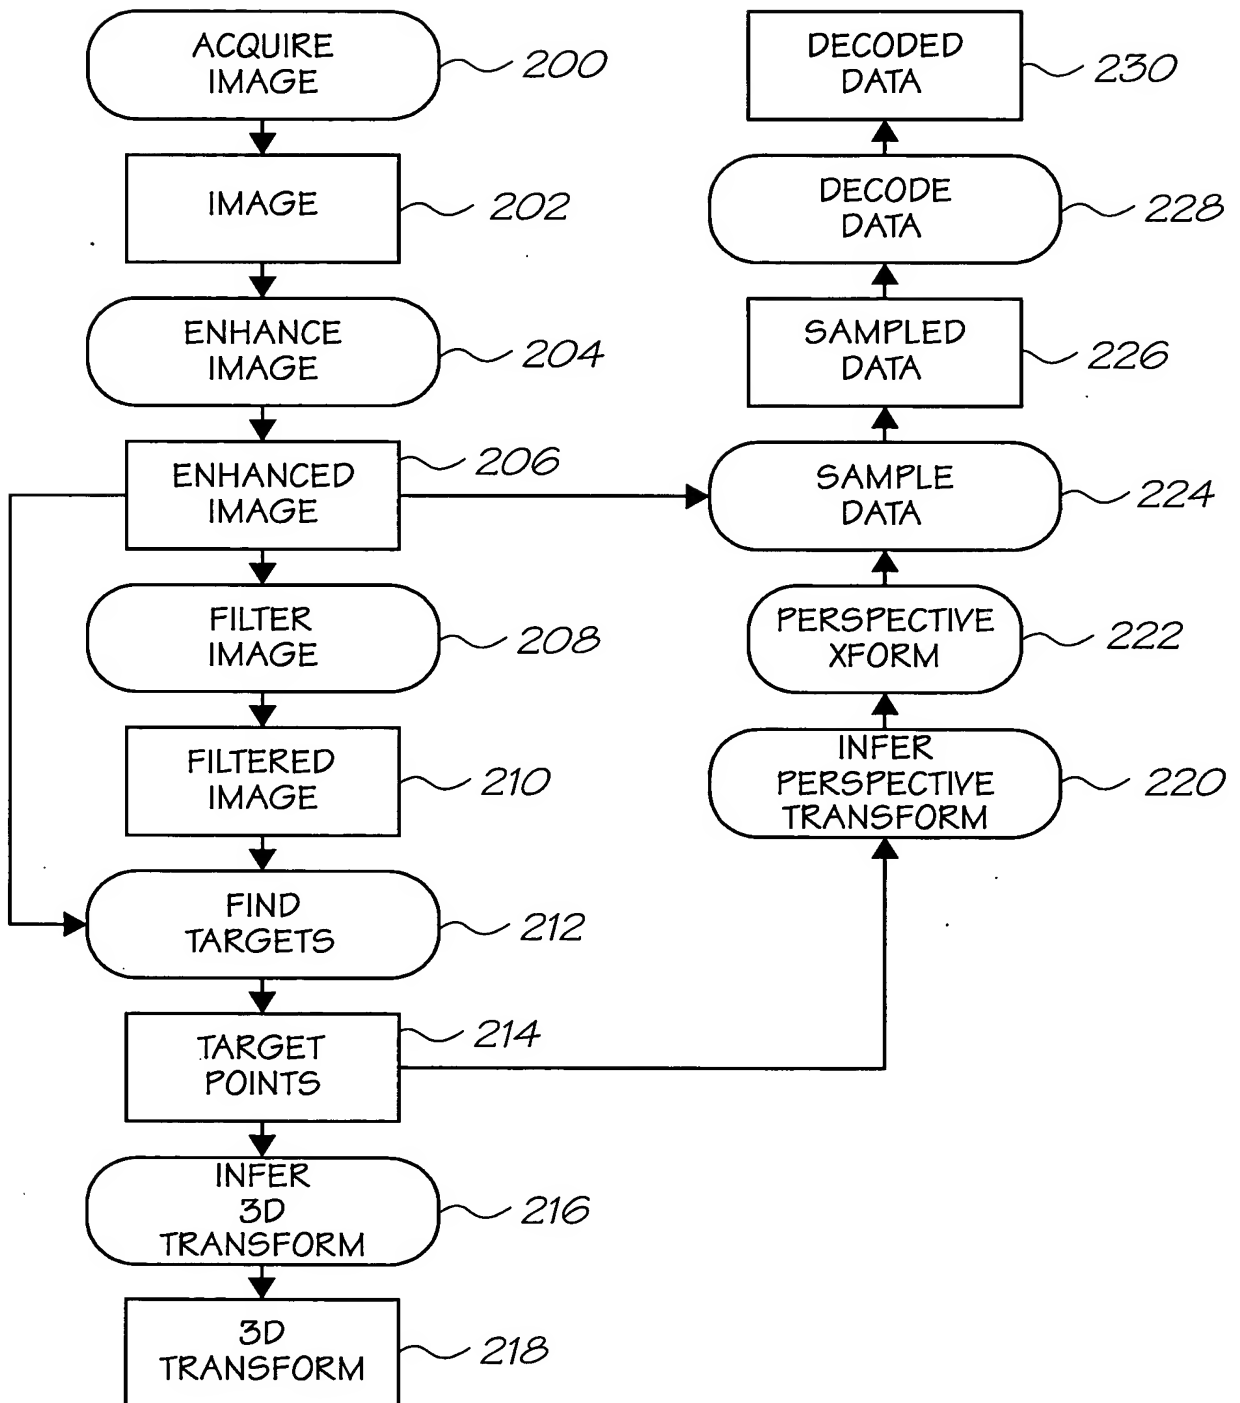 ACQUIRE
IMAGE
200
IMAGE
202
ENHANCE
IMAGE
204
ENHANCED
IMAGE
206
FILTER
IMAGE
208
FILTERED
IMAGE
210
FIND
TARGETS
212
TARGET
POINTS
214
INFER
3D
TRANSFORM
216
3D
TRANSFORM
218
DECODED
DATA
230
DECODE
DATA
228
SAMPLED
DATA
226
SAMPLE
DATA
224
PERSPECTIVE
XFORM
222
INFER
PERSPECTIVE
TRANSFORM
220